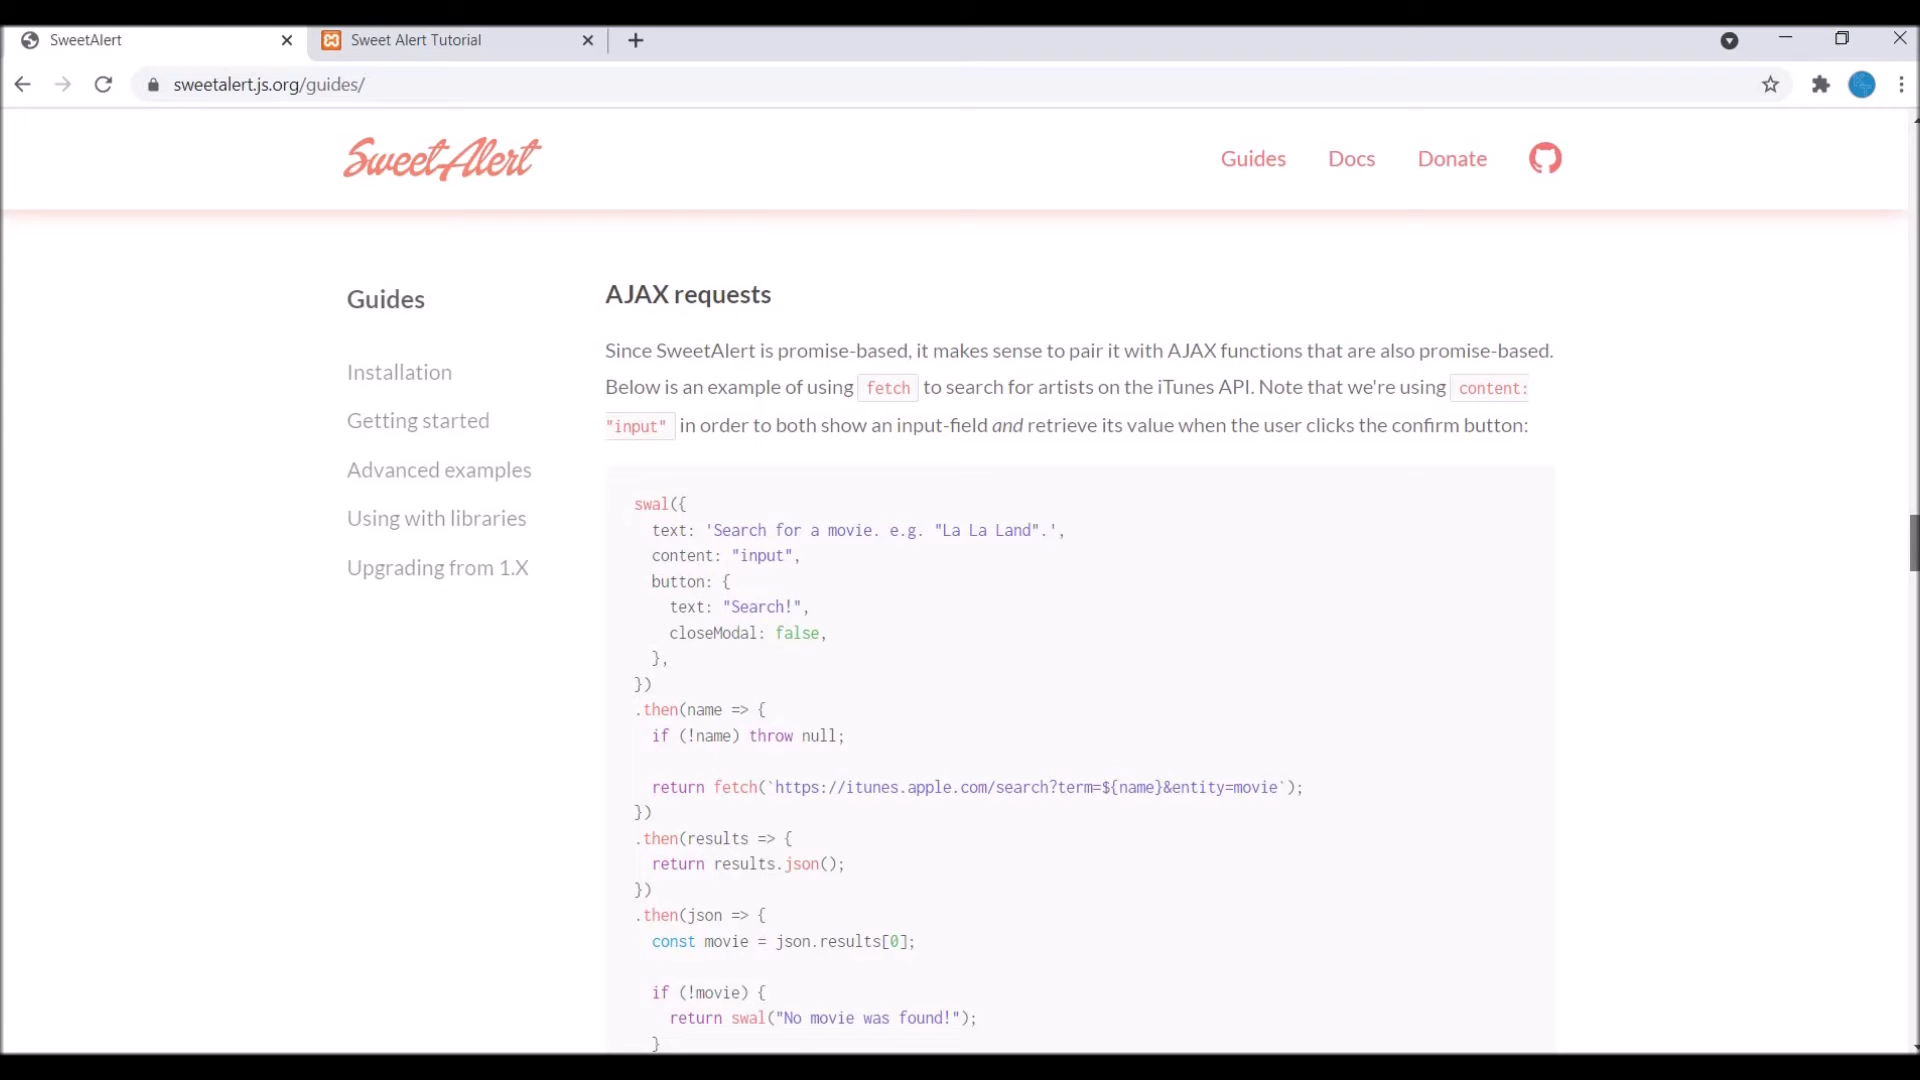 SweetAlert
Sweet Alert Tutorial
sweetalert.js.org/guides/
SweetAlert
Guides
Docs
Donate
Guides
Installation
Getting started
Advanced examples
Using with libraries
Upgrading from 1.X
AJAX requests
Since SweetAlert is promise-based, it makes sense to pair it with AJAX functions that are also promise-based.
Below is an example of using fetch to search for artists on the iTunes API. Note that we're using content:
"input" in order to both show an input-field and retrieve its value when the user clicks the confirm button:
swal({
  text: 'Search for a movie. e.g. "La La Land".',
  content: "input",
  button: {
    text: "Search!",
    closeModal: false,
  },
})
.then(name => {
  if (!name) throw null;
  return fetch(`https://itunes.apple.com/search?term=${name}&entity=movie`);
})
.then(results => {
  return results.json();
})
.then(json => {
  const movie = json.results[0];
  if (!movie) {
    return swal("No movie was found!");
  }